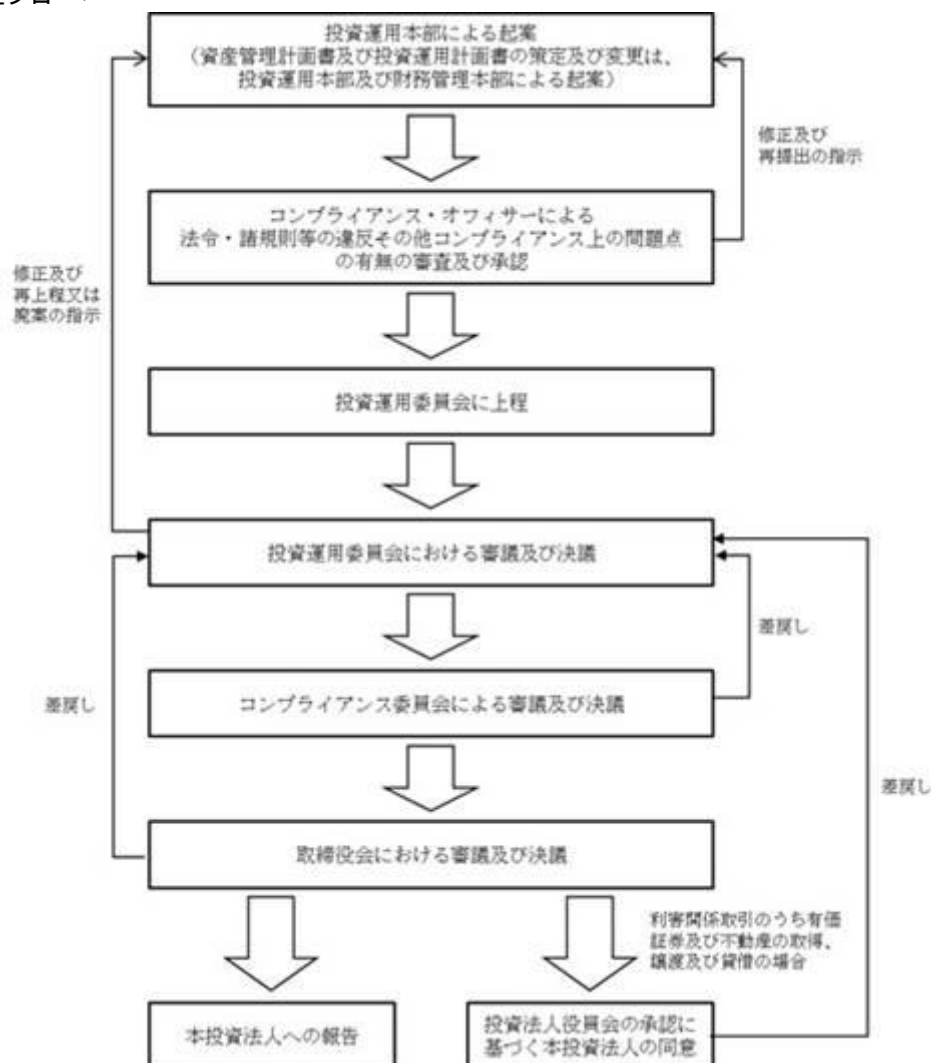 投資運用本部による起案
（資産管理計画書及び投資運用計画書の策定及び変更は、
投資運用本部及び財務管理本部による起案）
修正及び
再提出の指示
コンプライアンス・オフィサーによる
法令・諸規則等の違反その他コンプライアンス上の問題点
の有無の審査及び承認
修正及び
再上程又は
廃案の指示
投資運用委員会に上程
投資運用委員会における審議及び決議
差戻し
コンプライアンス委員会による審議及び決議
差戻し
差戻し
取締役会における審議及び決議
利害関係取引のうち有価
証券及び不動産の取得、
譲渡及び貸借の場合
本投資法人への報告
投資法人役員会の承認に
基づく本投資法人の同意